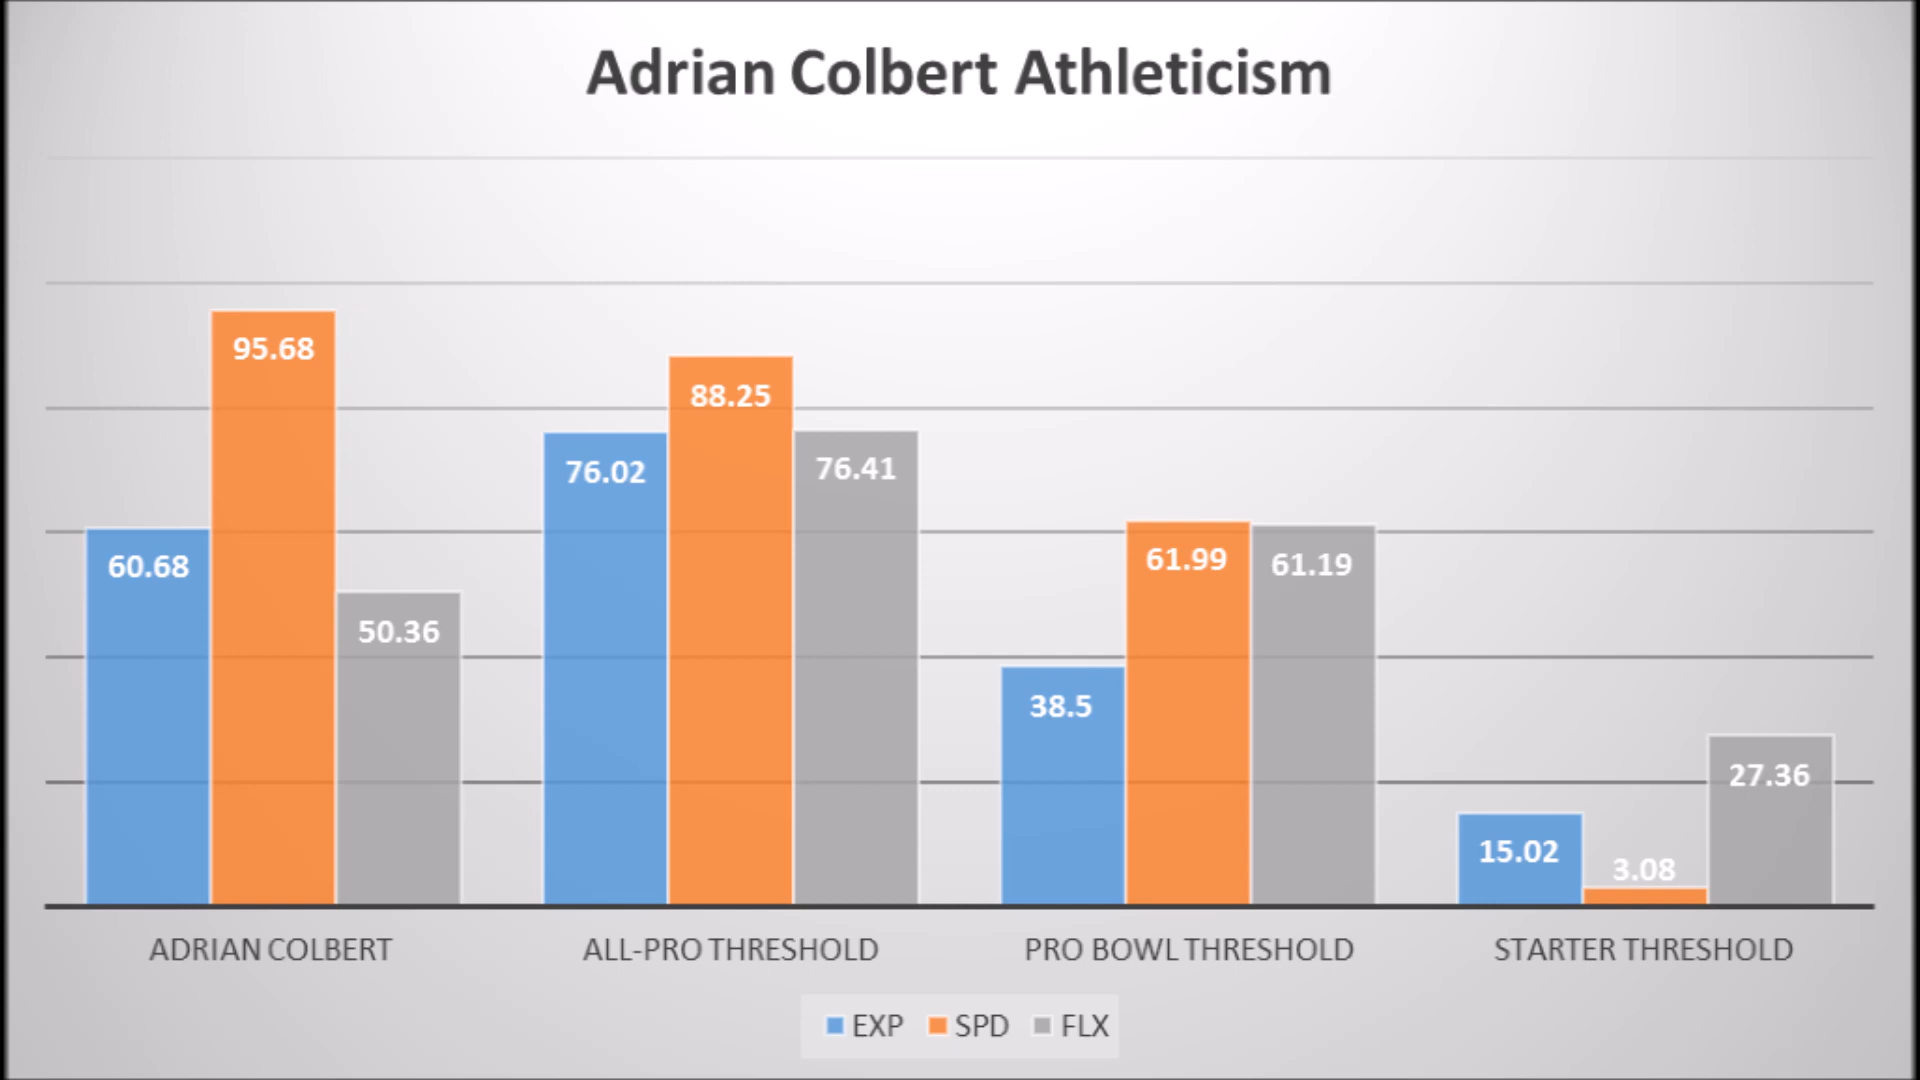 Adrian Colbert Athleticism
95.68
88.25
76.02
76.41
60.68
61.99
61.19
50.36
38.5
27.36
15.02
3.08
ADRIAN COLBERT
ALL-PRO THRESHOLD
PRO BOWL THRESHOLD
STARTER THRESHOLD
EXP SPD FLX